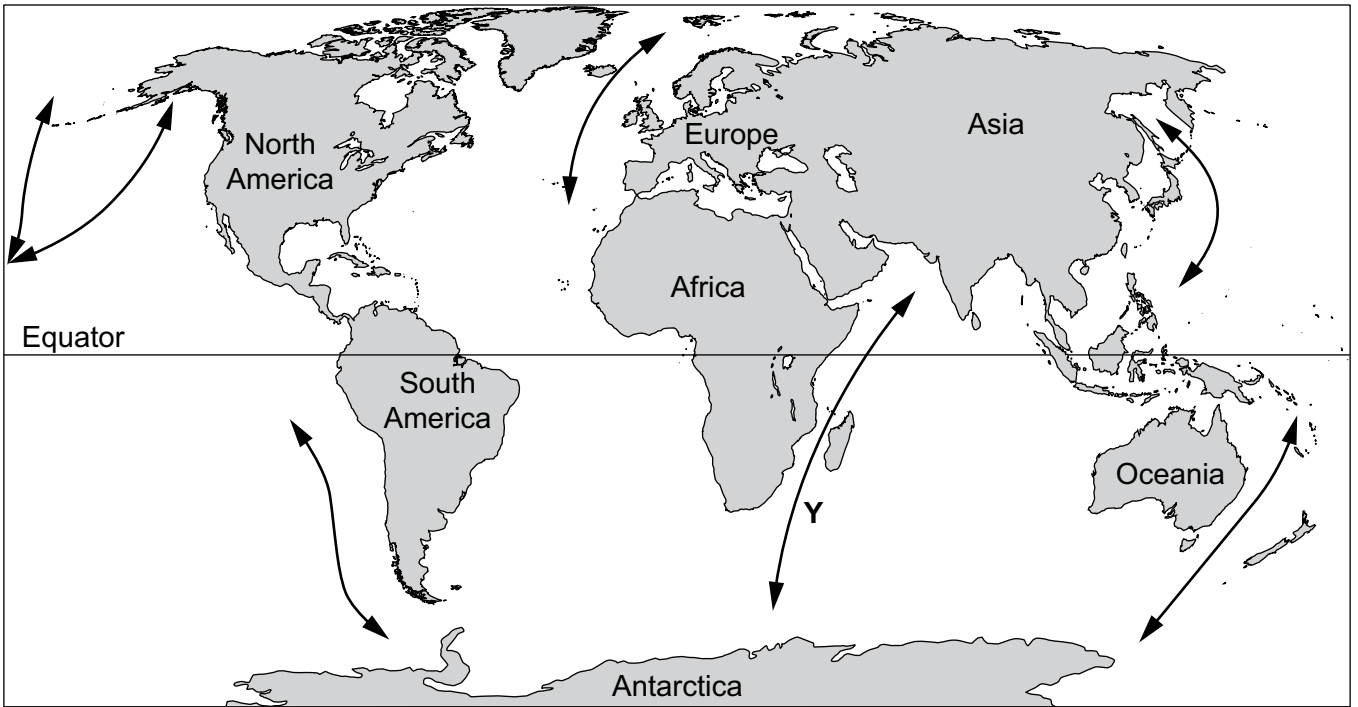 North
America
Europe
Asia
Africa
Equator
South
America
Oceania
Y
Antarctica